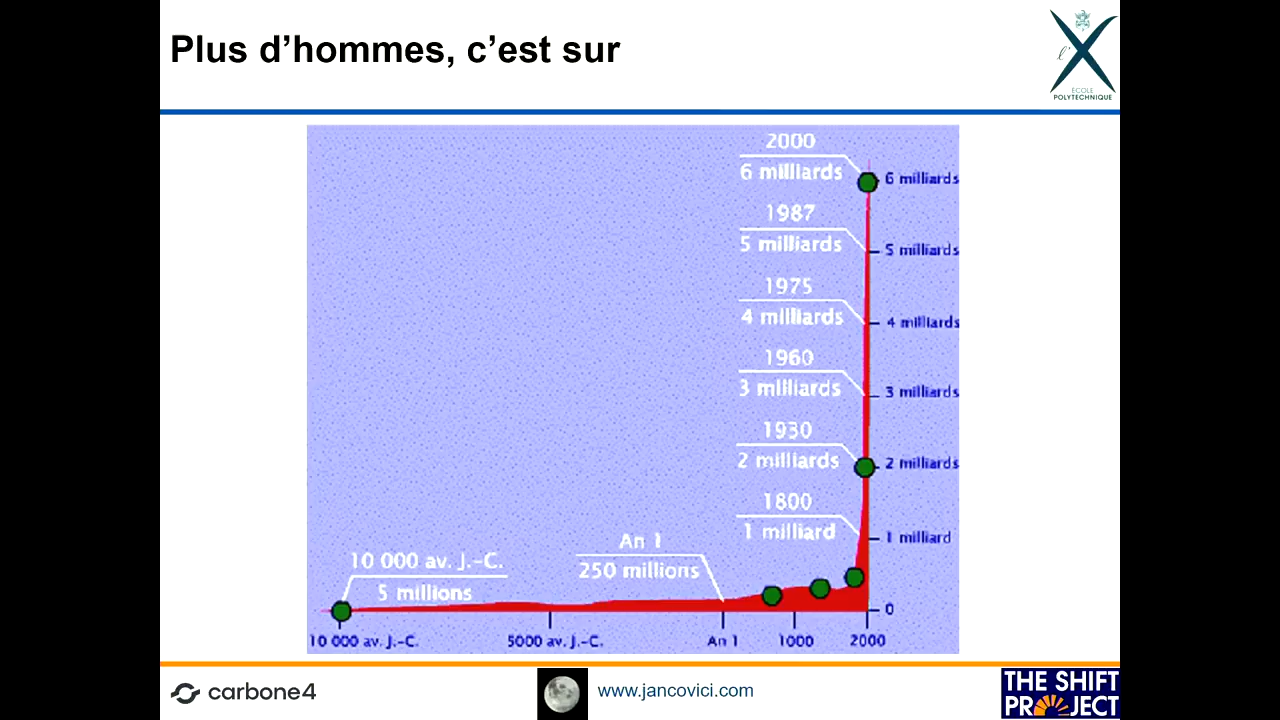 Plus d’hommes, c’est sur
l'
ÉCOLE
POLYTECHNIQUE
2000
6 milliards
6 milliards
1987
5 milliards
5 milliards
1975
4 milliards
4 milliards
1960
3 milliards
3 milliards
1930
2 milliards
2 milliards
1800
1 milliard
1 milliard
An 1
250 millions
10 000 av. J.-C.
5 millions
0
10 000 av. J.-C.
5000 av. J.-C.
An 1
1000
2000
carbone4
www.jancovici.com
THE SHIFT
PROJECT